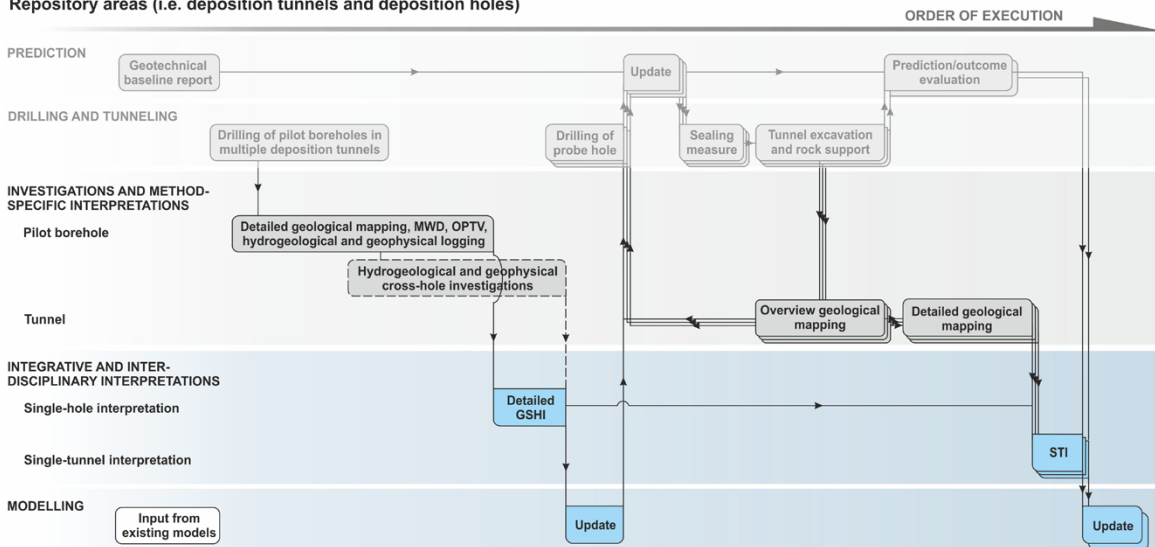 Repository areas (i.e. deposition tunnels and deposition holes)
ORDER OF EXECUTION
PREDICTION
Geotechnical
baseline report
Update
Prediction/outcome
evaluation
DRILLING AND TUNNELING
Drilling of pilot boreholes in
multiple deposition tunnels
Drilling of
probe hole
Sealing
measure
Tunnel excavation
and rock support
INVESTIGATIONS AND METHOD-
SPECIFIC INTERPRETATIONS
Pilot borehole
Detailed geological mapping, MWD, OPTV,
hydrogeological and geophysical logging
Hydrogeological and geophysical
cross-hole investigations
Tunnel
Overview geological
mapping
Detailed geological
mapping
INTEGRATIVE AND INTER-
DISCIPLINARY INTERPRETATIONS
Single-hole interpretation
Detailed
GSHI
Single-tunnel interpretation
STI
MODELLING
Input from
existing models
Update
Update